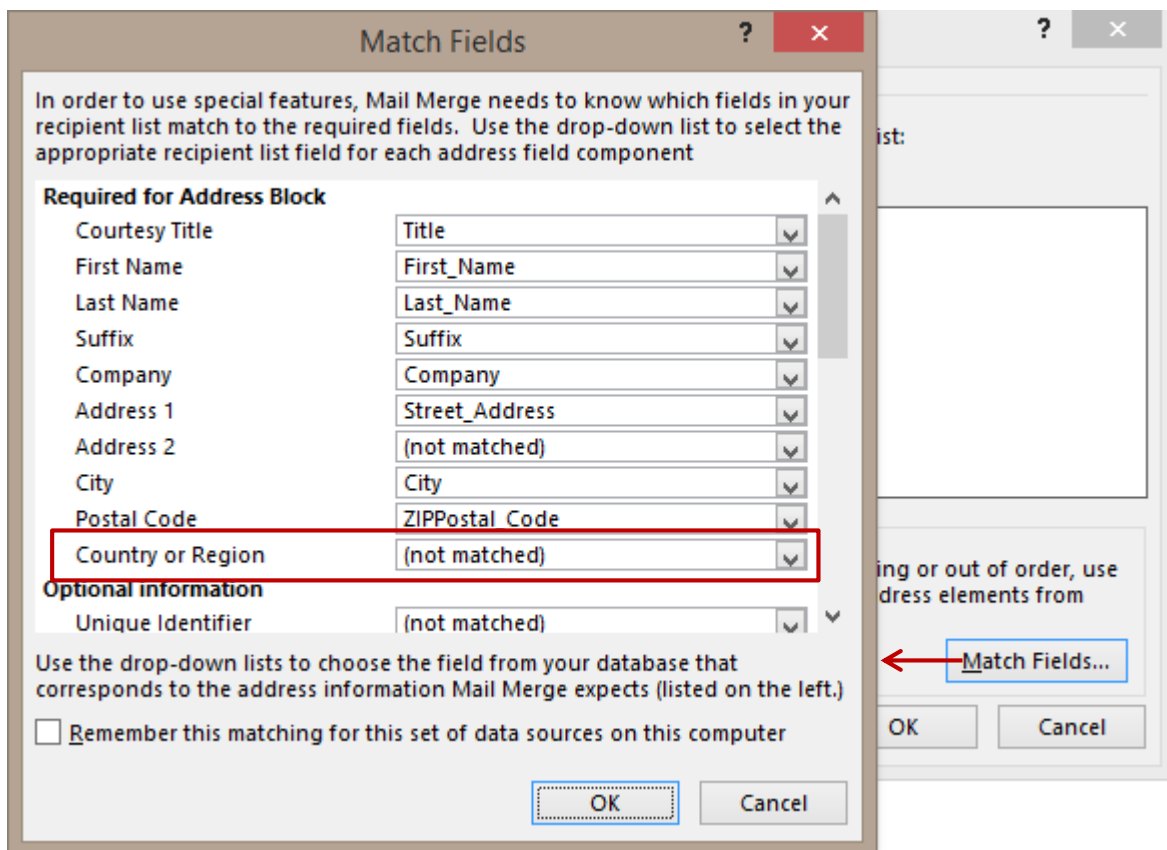 Match Fields
?
In order to use special features, Mail Merge needs to know which fields in your
recipient list match to the required fields.  Use the drop-down list to select the
appropriate recipient list field for each address field component
Required for Address Block
Courtesy Title Title
First Name First_Name
Last Name Last_Name
Suffix Suffix
Company Company
Address 1 Street_Address
Address 2 (not matched)
City City
Postal Code ZIPPostal_Code
Country or Region (not matched)
Optional information
Unique Identifier (not matched)
Use the drop-down lists to choose the field from your database that
corresponds to the address information Mail Merge expects (listed on the left.)
Remember this matching for this set of data sources on this computer
OK Cancel
?
ist:
ing or out of order, use
dress elements from
Match Fields...
OK Cancel